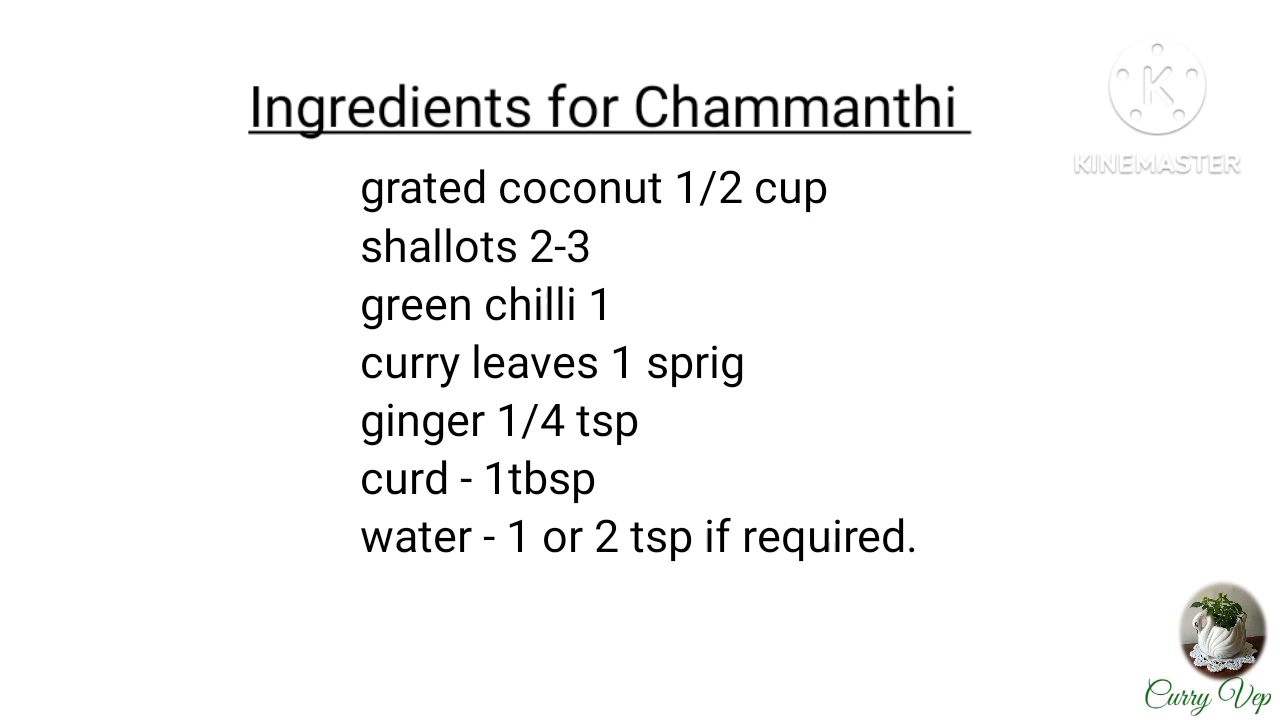 Ingredients for Chammanthi
K
KINEMASTER
grated coconut 1/2 cup
shallots 2-3
green chilli 1
curry leaves 1 sprig
ginger 1/4 tsp
curd - 1tbsp
water - 1 or 2 tsp if required.
Curry Vep